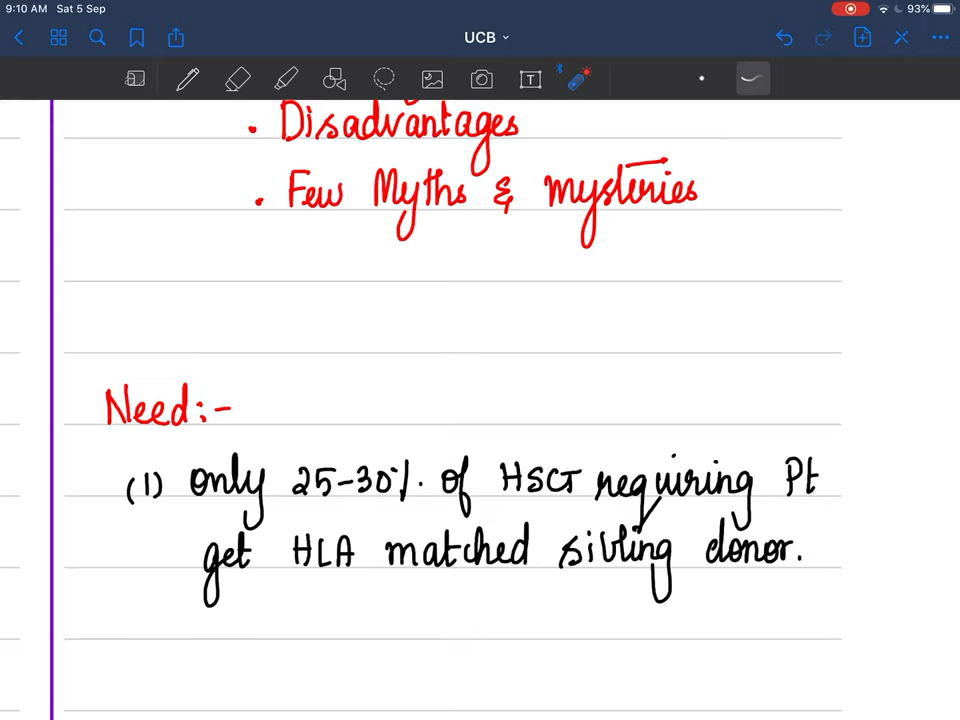 9:10 AM Sat 5 Sep 93%
UCB
T
. Disadvantages
. Few Myths & mysteries
Need:-
(1) only 25-30%. of HSCT requiring Pt
get HLA matched sibling donor.